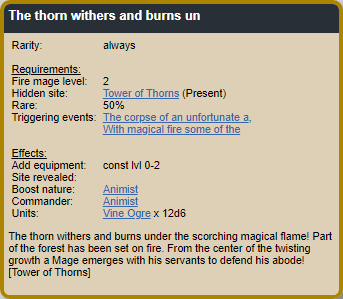 The thorn withers and burns un
Rarity: always
Requirements:
Fire mage level: 2
Hidden site: Tower of Thorns (Present)
Rare: 50%
Triggering events: The corpse of an unfortunate a,
With magical fire some of the
Effects:
Add equipment: const lvl 0-2
Site revealed:
Boost nature: Animist
Commander: Animist
Units: Vine Ogre x 12d6
The thorn withers and burns under the scorching magical flame! Part
of the forest has been set on fire. From the center of the twisting
growth a Mage emerges with his servants to defend his abode!
[Tower of Thorns]